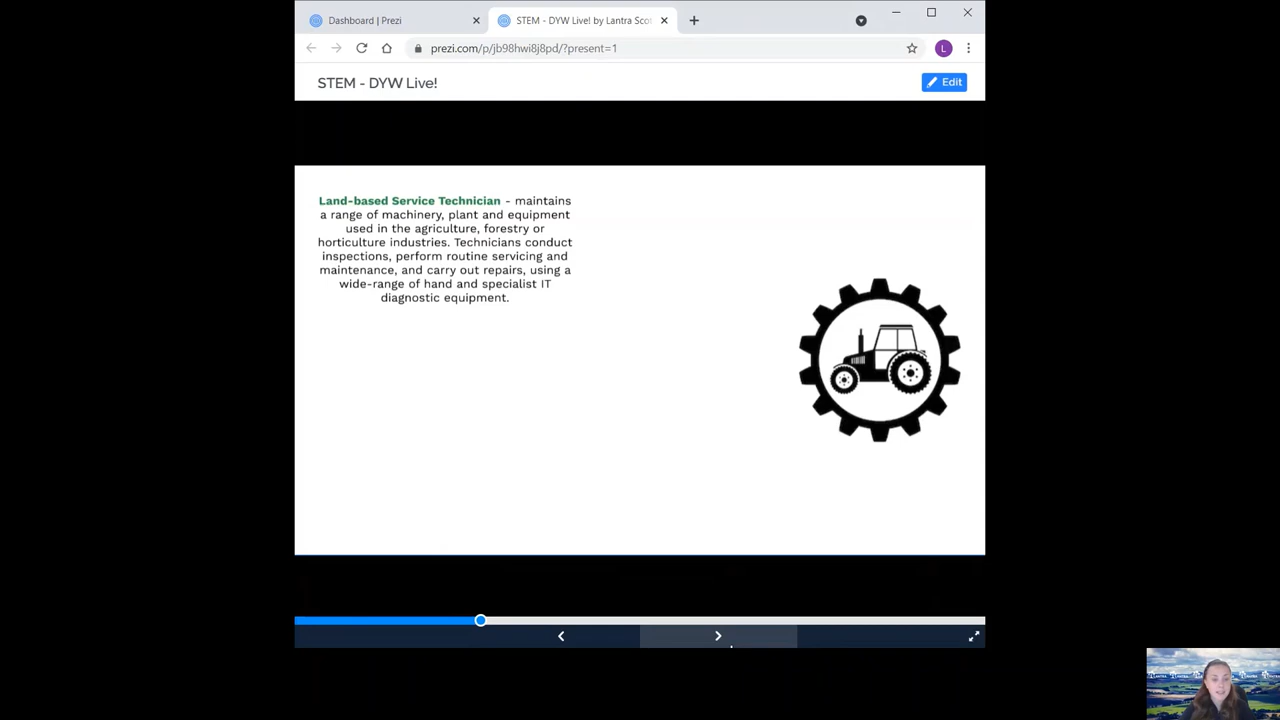 Dashboard | Prezi
STEM - DYW Live! by Lantra Scot
prezi.com/p/jb98hwi8j8pd/?present=1
L
STEM - DYW Live!
Edit
Land-based Service Technician - maintains
a range of machinery, plant and equipment
used in the agriculture, forestry or
horticulture industries. Technicians conduct
inspections, perform routine servicing and
maintenance, and carry out repairs, using a
wide-range of hand and specialist IT
diagnostic equipment.